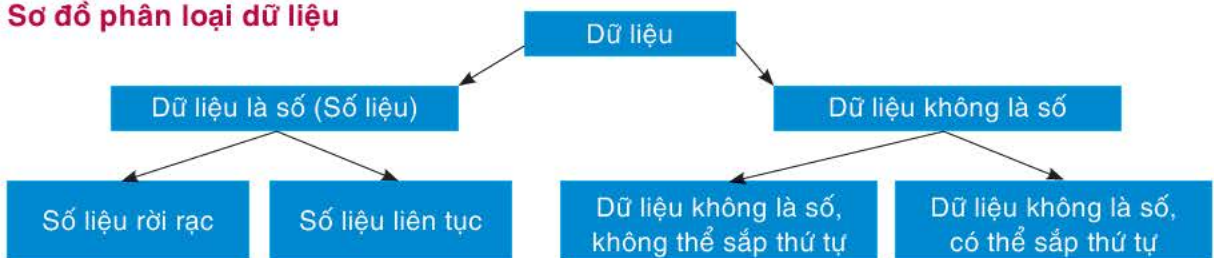 Sơ đồ phân loại dữ liệu
Dữ liệu
Dữ liệu là số (Số liệu)
Dữ liệu không là số
Số liệu rời rạc
Số liệu liên tục
Dữ liệu không là số,
không thể sắp thứ tự
Dữ liệu không là số,
có thể sắp thứ tự